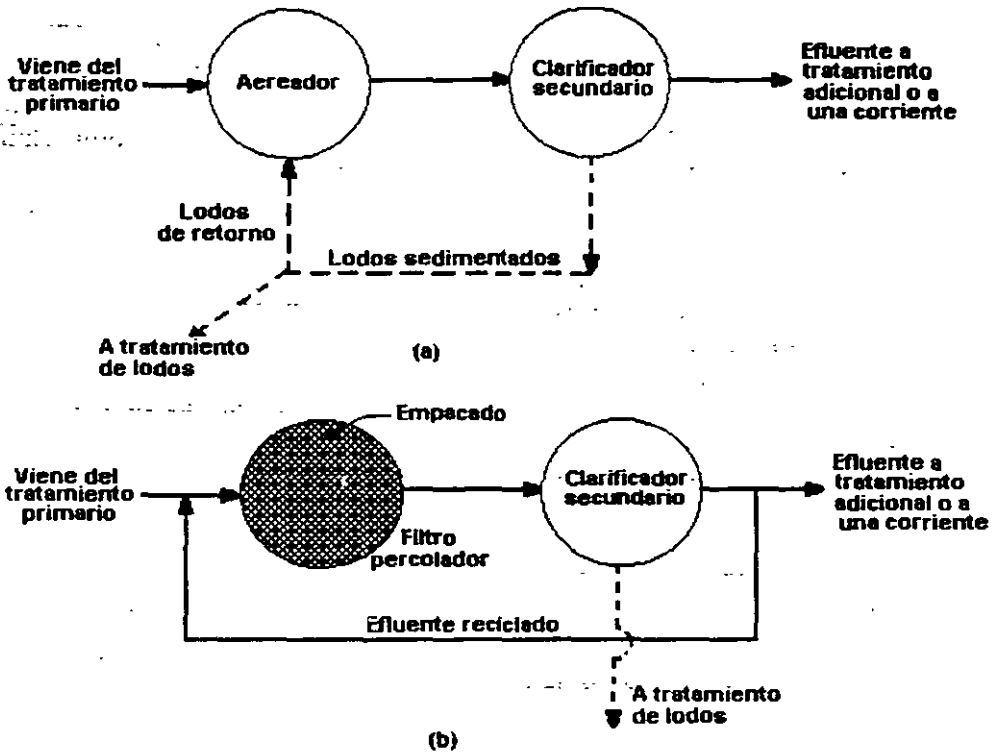 Viene del
tratamiento
primario
Aereador
Clarificador
secundario
Efluente a
tratamiento
adicional o a
una corriente
Lodos
de retorno
Lodos sedimentados
A tratamiento
de lodos
(a)
Empacado
Viene del
tratamiento
primario
Filtro
percolador
Clarificador
secundario
Efluente a
tratamiento
adicional o a
una corriente
Efluente reciclado
A tratamiento
de lodos
(b)